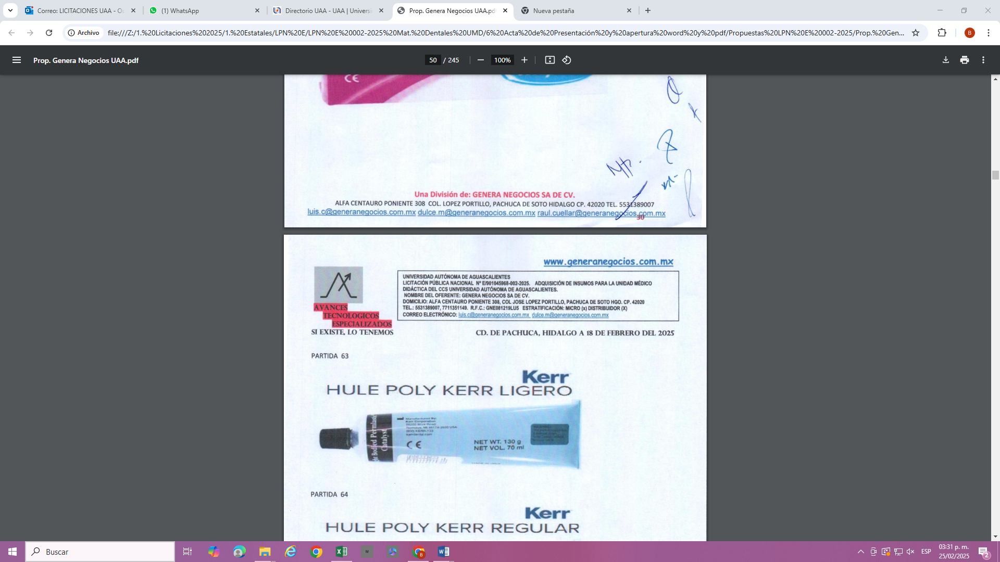 Correo: LICITACIONES UAA - Ou
(1) WhatsApp
Directorio UAA - UAA | Universi
Prop. Genera Negocios UAA.pdf
Nueva pestaña
Archivo
file:///Z:/1.%20Licitaciones%202025/1.%20Estatales/LPN%20E/LPN%20E%20002-2025%20Mat.%20Dentales%20UMD/6%20Acta%20de%20Presentación%20y%20apertura%20word%20y%20pdf/Propuestas%20LPN%20E%20002-2025/Prop.%20Gen...
B
Prop. Genera Negocios UAA.pdf
50 / 245
100%
CE
Una División de: GENERA NEGOCIOS SA DE CV.
ALFA CENTAURO PONIENTE 308 COL. LOPEZ PORTILLO, PACHUCA DE SOTO HIDALGO CP. 42020 TEL. 5531389007
luis.c@generanegocios.com.mx dulce.m@generanegocios.com.mx raul.cuellar@generanegocios.com.mx
30
www.generanegocios.com.mx
UNIVERSIDAD AUTÓNOMA DE AGUASCALIENTES
LICITACIÓN PÚBLICA NACIONAL Nº E/901045968-002-2025. ADQUISICIÓN DE INSUMOS PARA LA UNIDAD MÉDICO
DIDÁCTICA DEL CCS UNIVERSIDAD AUTÓNOMA DE AGUASCALIENTES.
NOMBRE DEL OFERENTE: GENERA NEGOCIOS SA DE CV.
DOMICILIO: ALFA CENTAURO PONIENTE 308, COL JOSE LOPEZ PORTILLO, PACHUCA DE SOTO HGO. CP. 42020
TEL.: 5531389007, 7711351149. R.F.C.: GNE081219LU5 ESTRATIFICACIÓN: MICRO (x) DISTRIBUIDOR (X)
CORREO ELECTRÓNICO: luis.c@generanegocios.com.mx dulce.m@generanegocios.com.mx
AVANCES
TECNOLOGICOS
ESPECIALIZADOS
SI EXISTE, LO TENEMOS
CD. DE PACHUCA, HIDALGO A 18 DE FEBRERO DEL 2025
PARTIDA 63
Kerr
HULE POLY KERR LIGERO
Bodied Permlastic
Catalyst
Manufactured By:
Kerr Corporation
CE
NET WT. 130 g
NET VOL. 70 ml
PARTIDA 64
Kerr
HULE POLY KERR REGULAR
Buscar
M
B
ESP
03:31 p. m.
25/02/2025
2